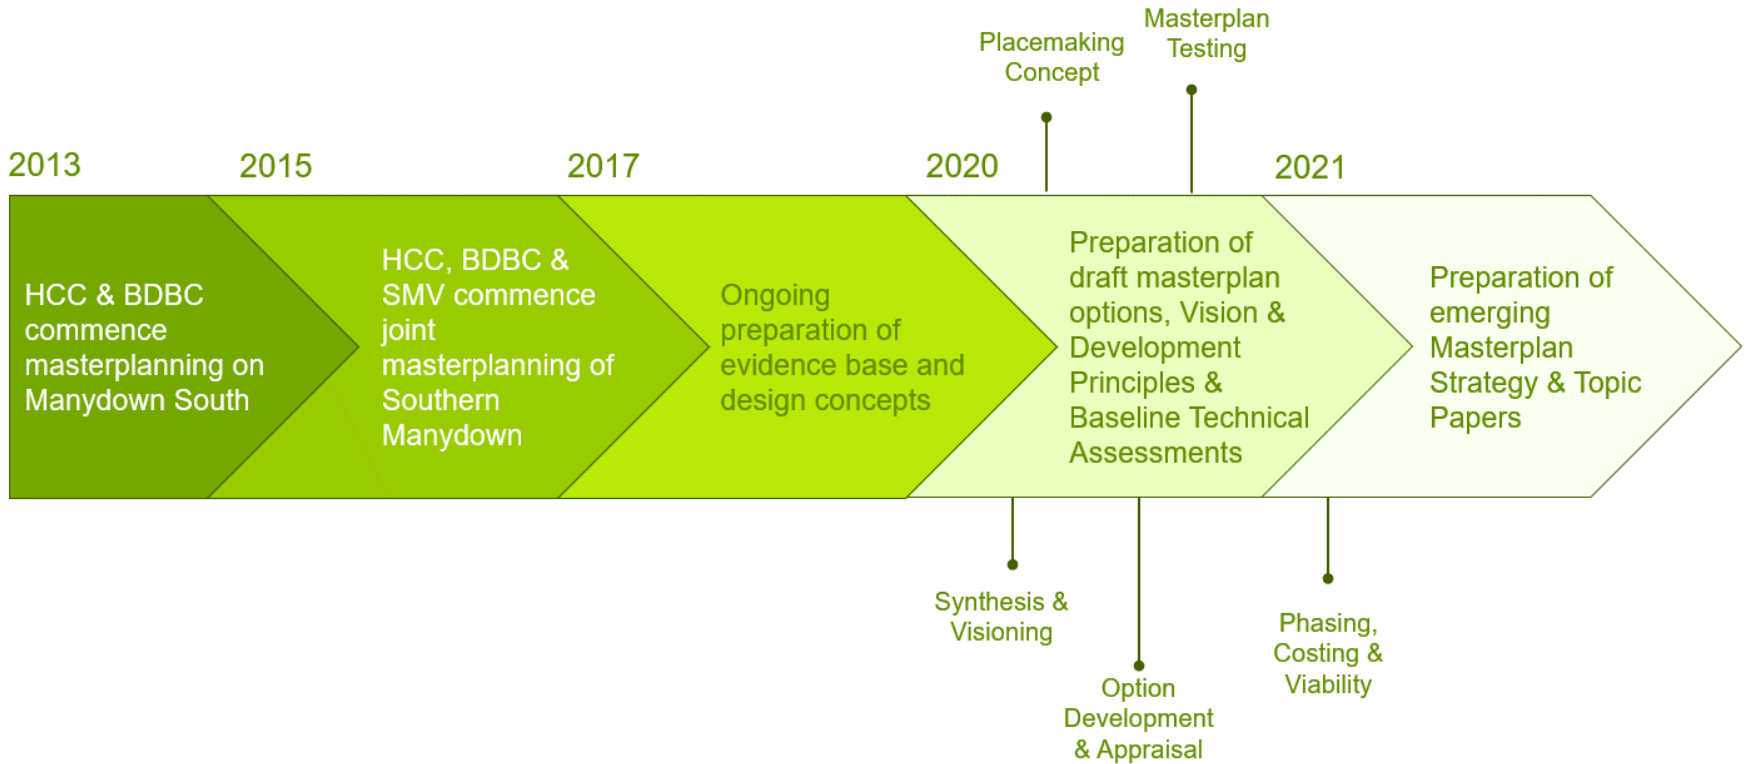 Placemaking
Concept
Masterplan
Testing
2013
2015
2017
2020
2021
HCC & BDBC
commence
masterplanning on
Manydown South
HCC, BDBC &
SMV commence
joint
masterplanning of
Southern
Manydown
Ongoing
preparation of
evidence base and
design concepts
Preparation of
draft masterplan
options, Vision &
Development
Principles &
Baseline Technical
Assessments
Preparation of
emerging
Masterplan
Strategy & Topic
Papers
Synthesis &
Visioning
Option
Development
& Appraisal
Phasing,
Costing &
Viability